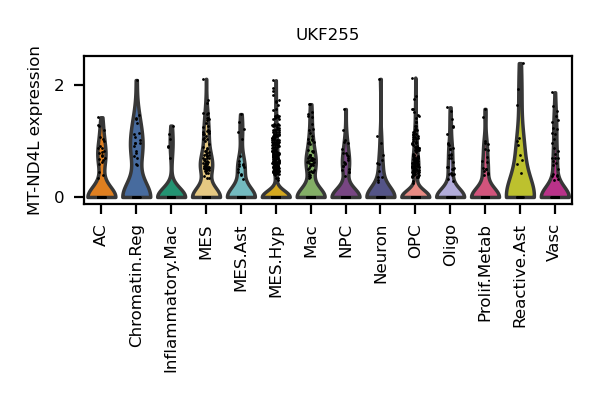 UKF255
MT-ND4L expression
2
0
AC
Chromatin.Reg
Inflammatory.Mac
MES
MES.Ast
MES.Hyp
Mac
NPC
Neuron
OPC
Oligo
Prolif.Metab
Reactive.Ast
Vasc